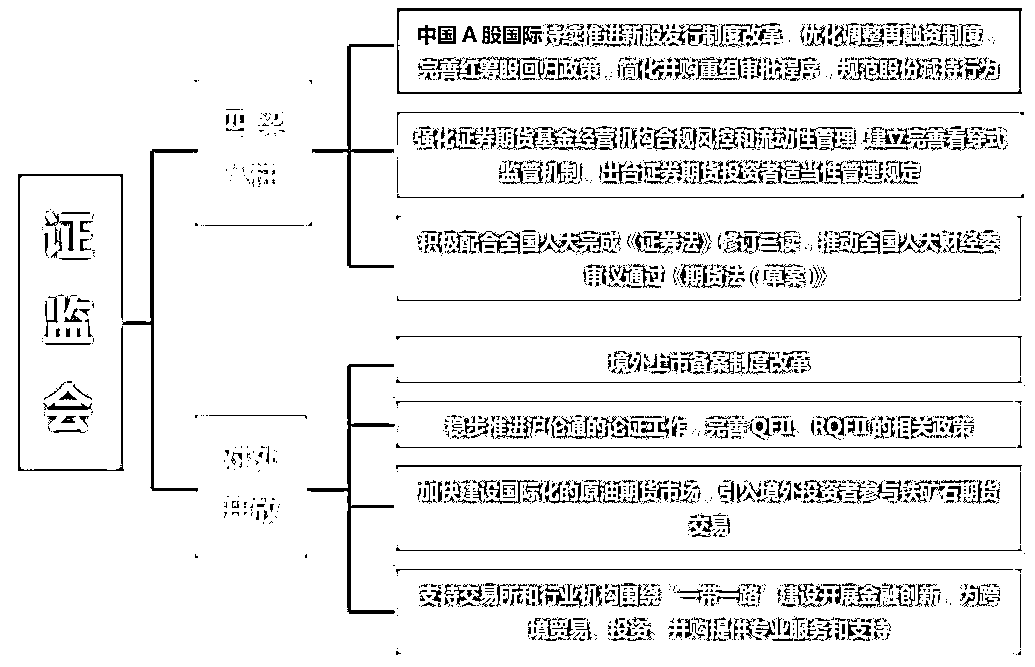 证
监
会
中国 A 股国际持续推进新股发行制度改革、优化调整再融资制度、
完善红筹股回归政策、简化并购重组审批程序、规范股份减持行为
强化证券期货基金经营机构合规风控和流动性管理,建立完善看穿式
监管机制、出台证券期货投资者适当性管理规定
积极配合全国人大完成《证券法》修订三读、推动全国人大财经委
审议通过《期货法(草案)》
对外
开放
境外上市备案制度改革
稳步推进沪伦通的论证工作、完善QFII、RQFII的相关政策
加快建设国际化的原油期货市场、引入境外投资者参与铁矿石期货
交易
支持交易所和行业机构围绕“一带一路”建设开展金融创新、为跨
境贸易、投资、并购提供专业服务和支持